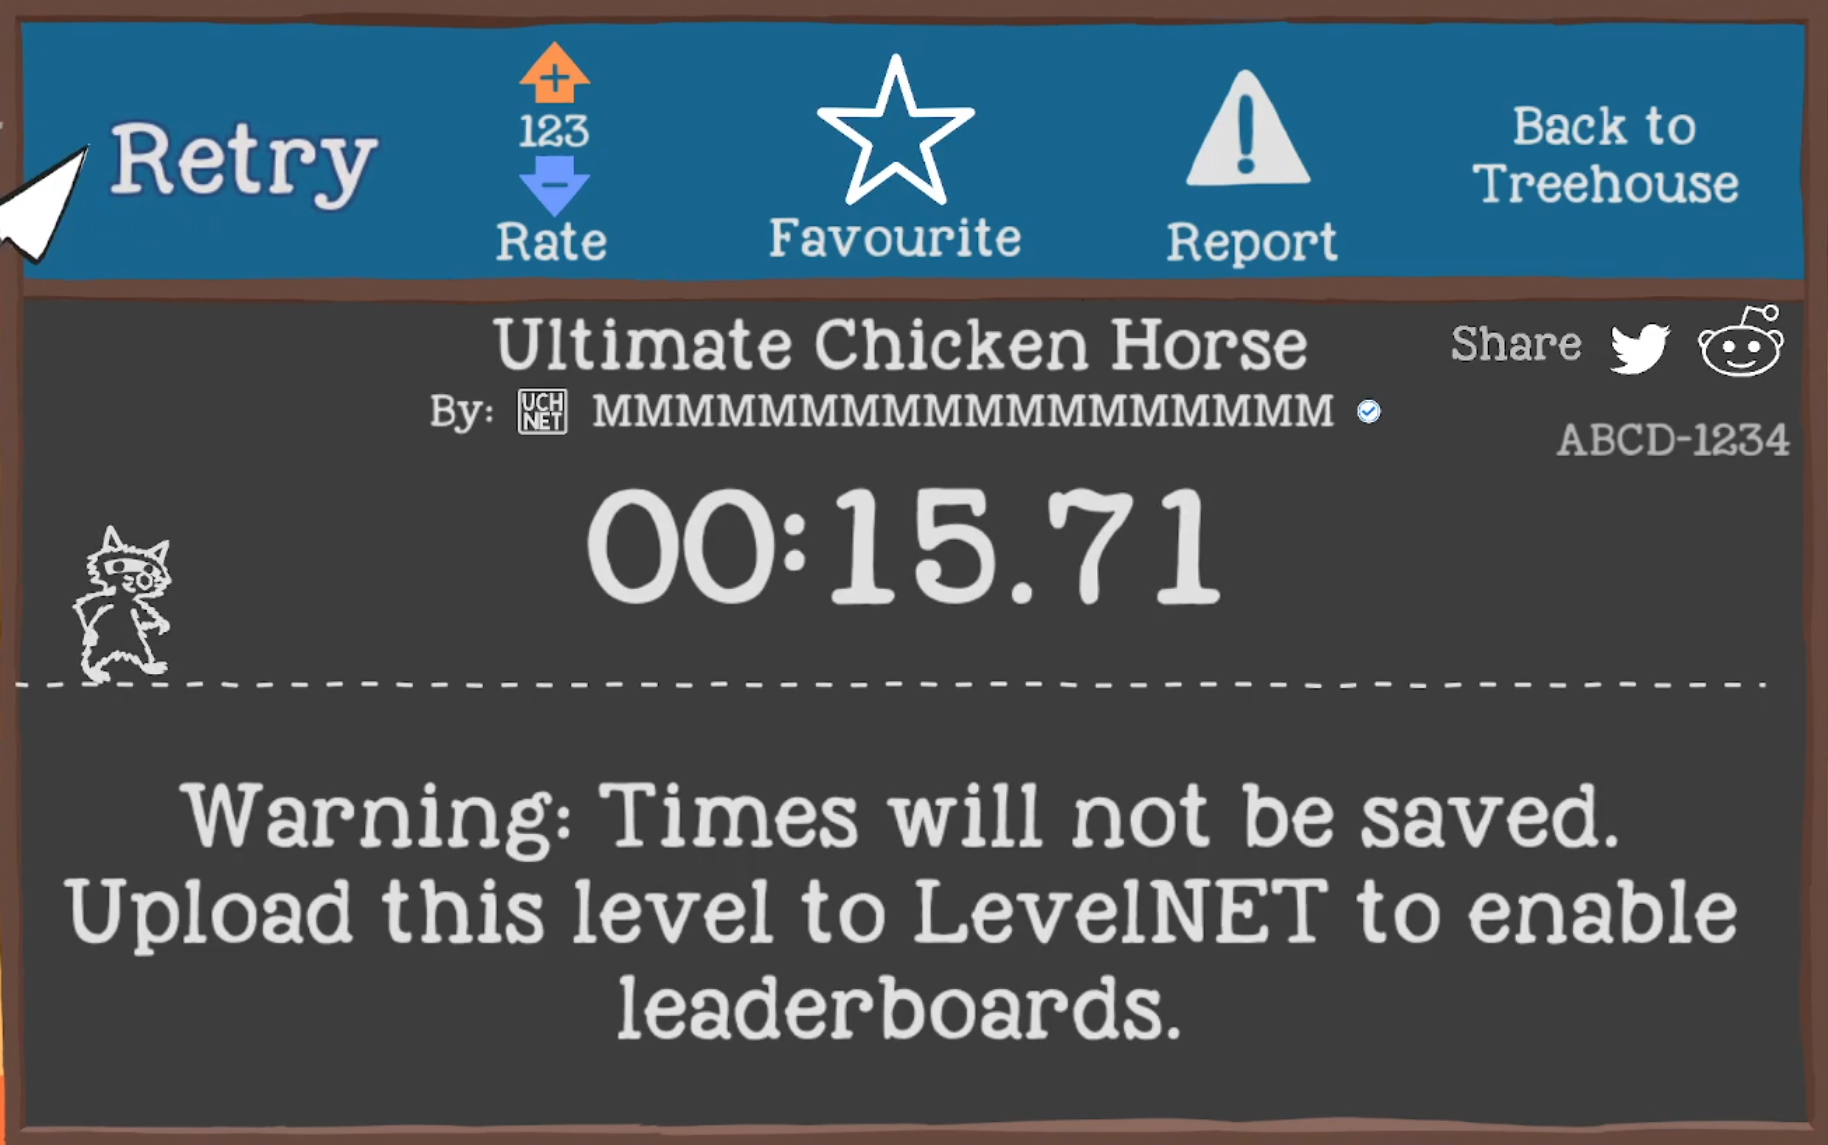 Retry
+
123
-
Rate
Favourite
!
Report
Back to
Treehouse
Ultimate Chicken Horse
Share
By: UCH NET MMMMMMMMMMMMMMMMMM
ABCD-1234
00:15.71
Warning: Times will not be saved.
Upload this level to LevelNET to enable
leaderboards.